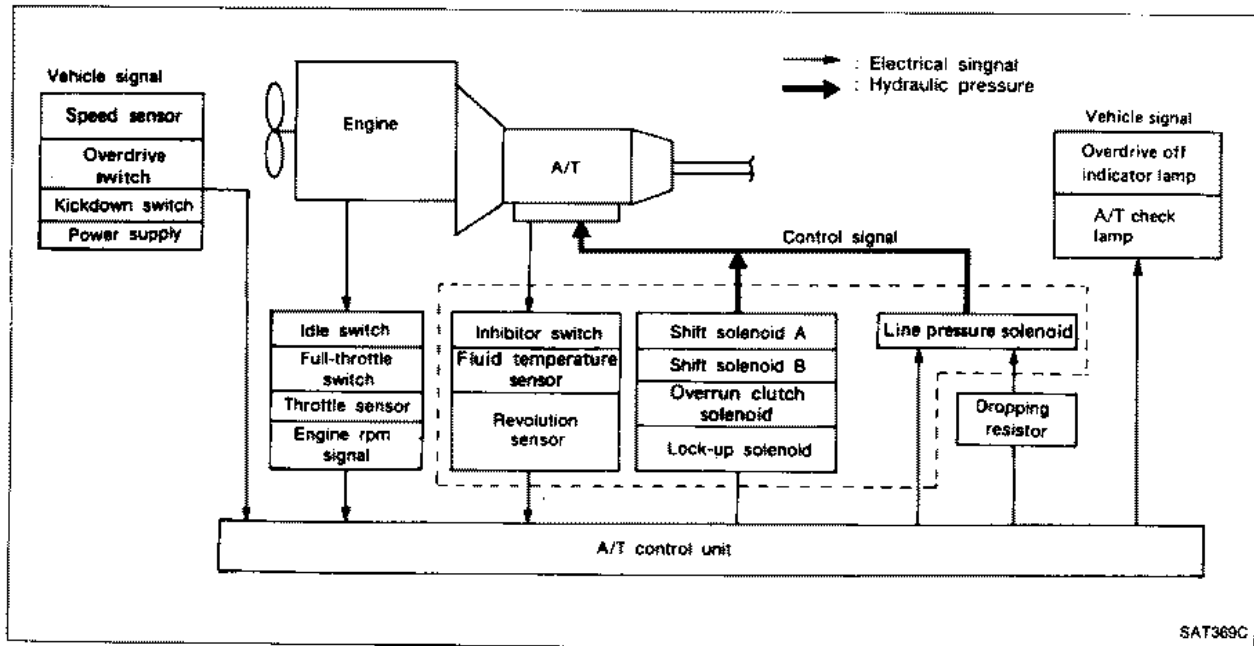 : Electrical singnal
: Hydraulic pressure
Vehicle signal
Speed sensor
Overdrive
switch
Kickdown switch
Power supply
Engine
A/T
Vehicle signal
Overdrive off
indicator lamp
A/T check
lamp
Control signal
Idle switch
Full-throttle
switch
Throttle sensor
Engine rpm
signal
Inhibitor switch
Fluid temperature
sensor
Revolution
sensor
Shift solenoid A
Shift solenoid B
Overrun clutch
solenoid
Lock-up solenoid
Line pressure solenoid
Dropping
resistor
A/T control unit
SAT369C